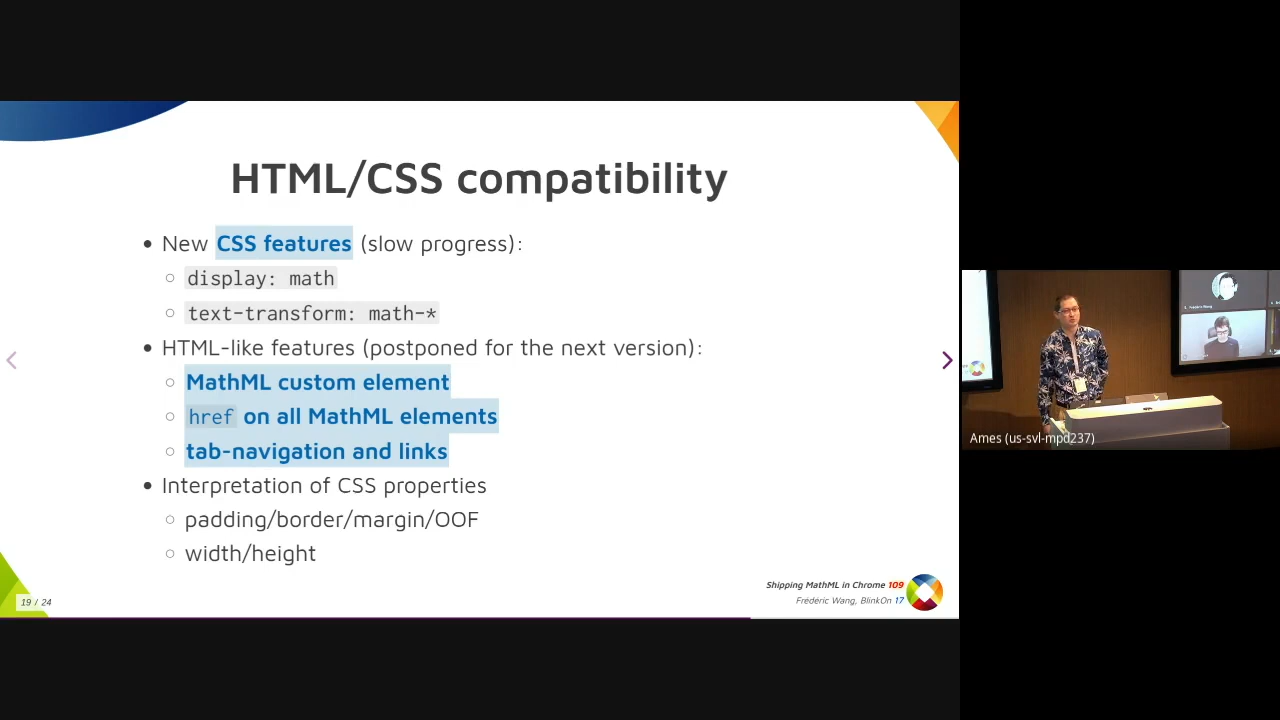 HTML/CSS compatibility
• New CSS features (slow progress):
○ display: math
○ text-transform: math-*
• HTML-like features (postponed for the next version):
○ MathML custom element
○ href on all MathML elements
○ tab-navigation and links
• Interpretation of CSS properties
○ padding/border/margin/OOF
○ width/height
Shipping MathML in Chrome 109
Frédéric Wang, BlinkOn 17
19 / 24
Ames (us-svl-mpd237)